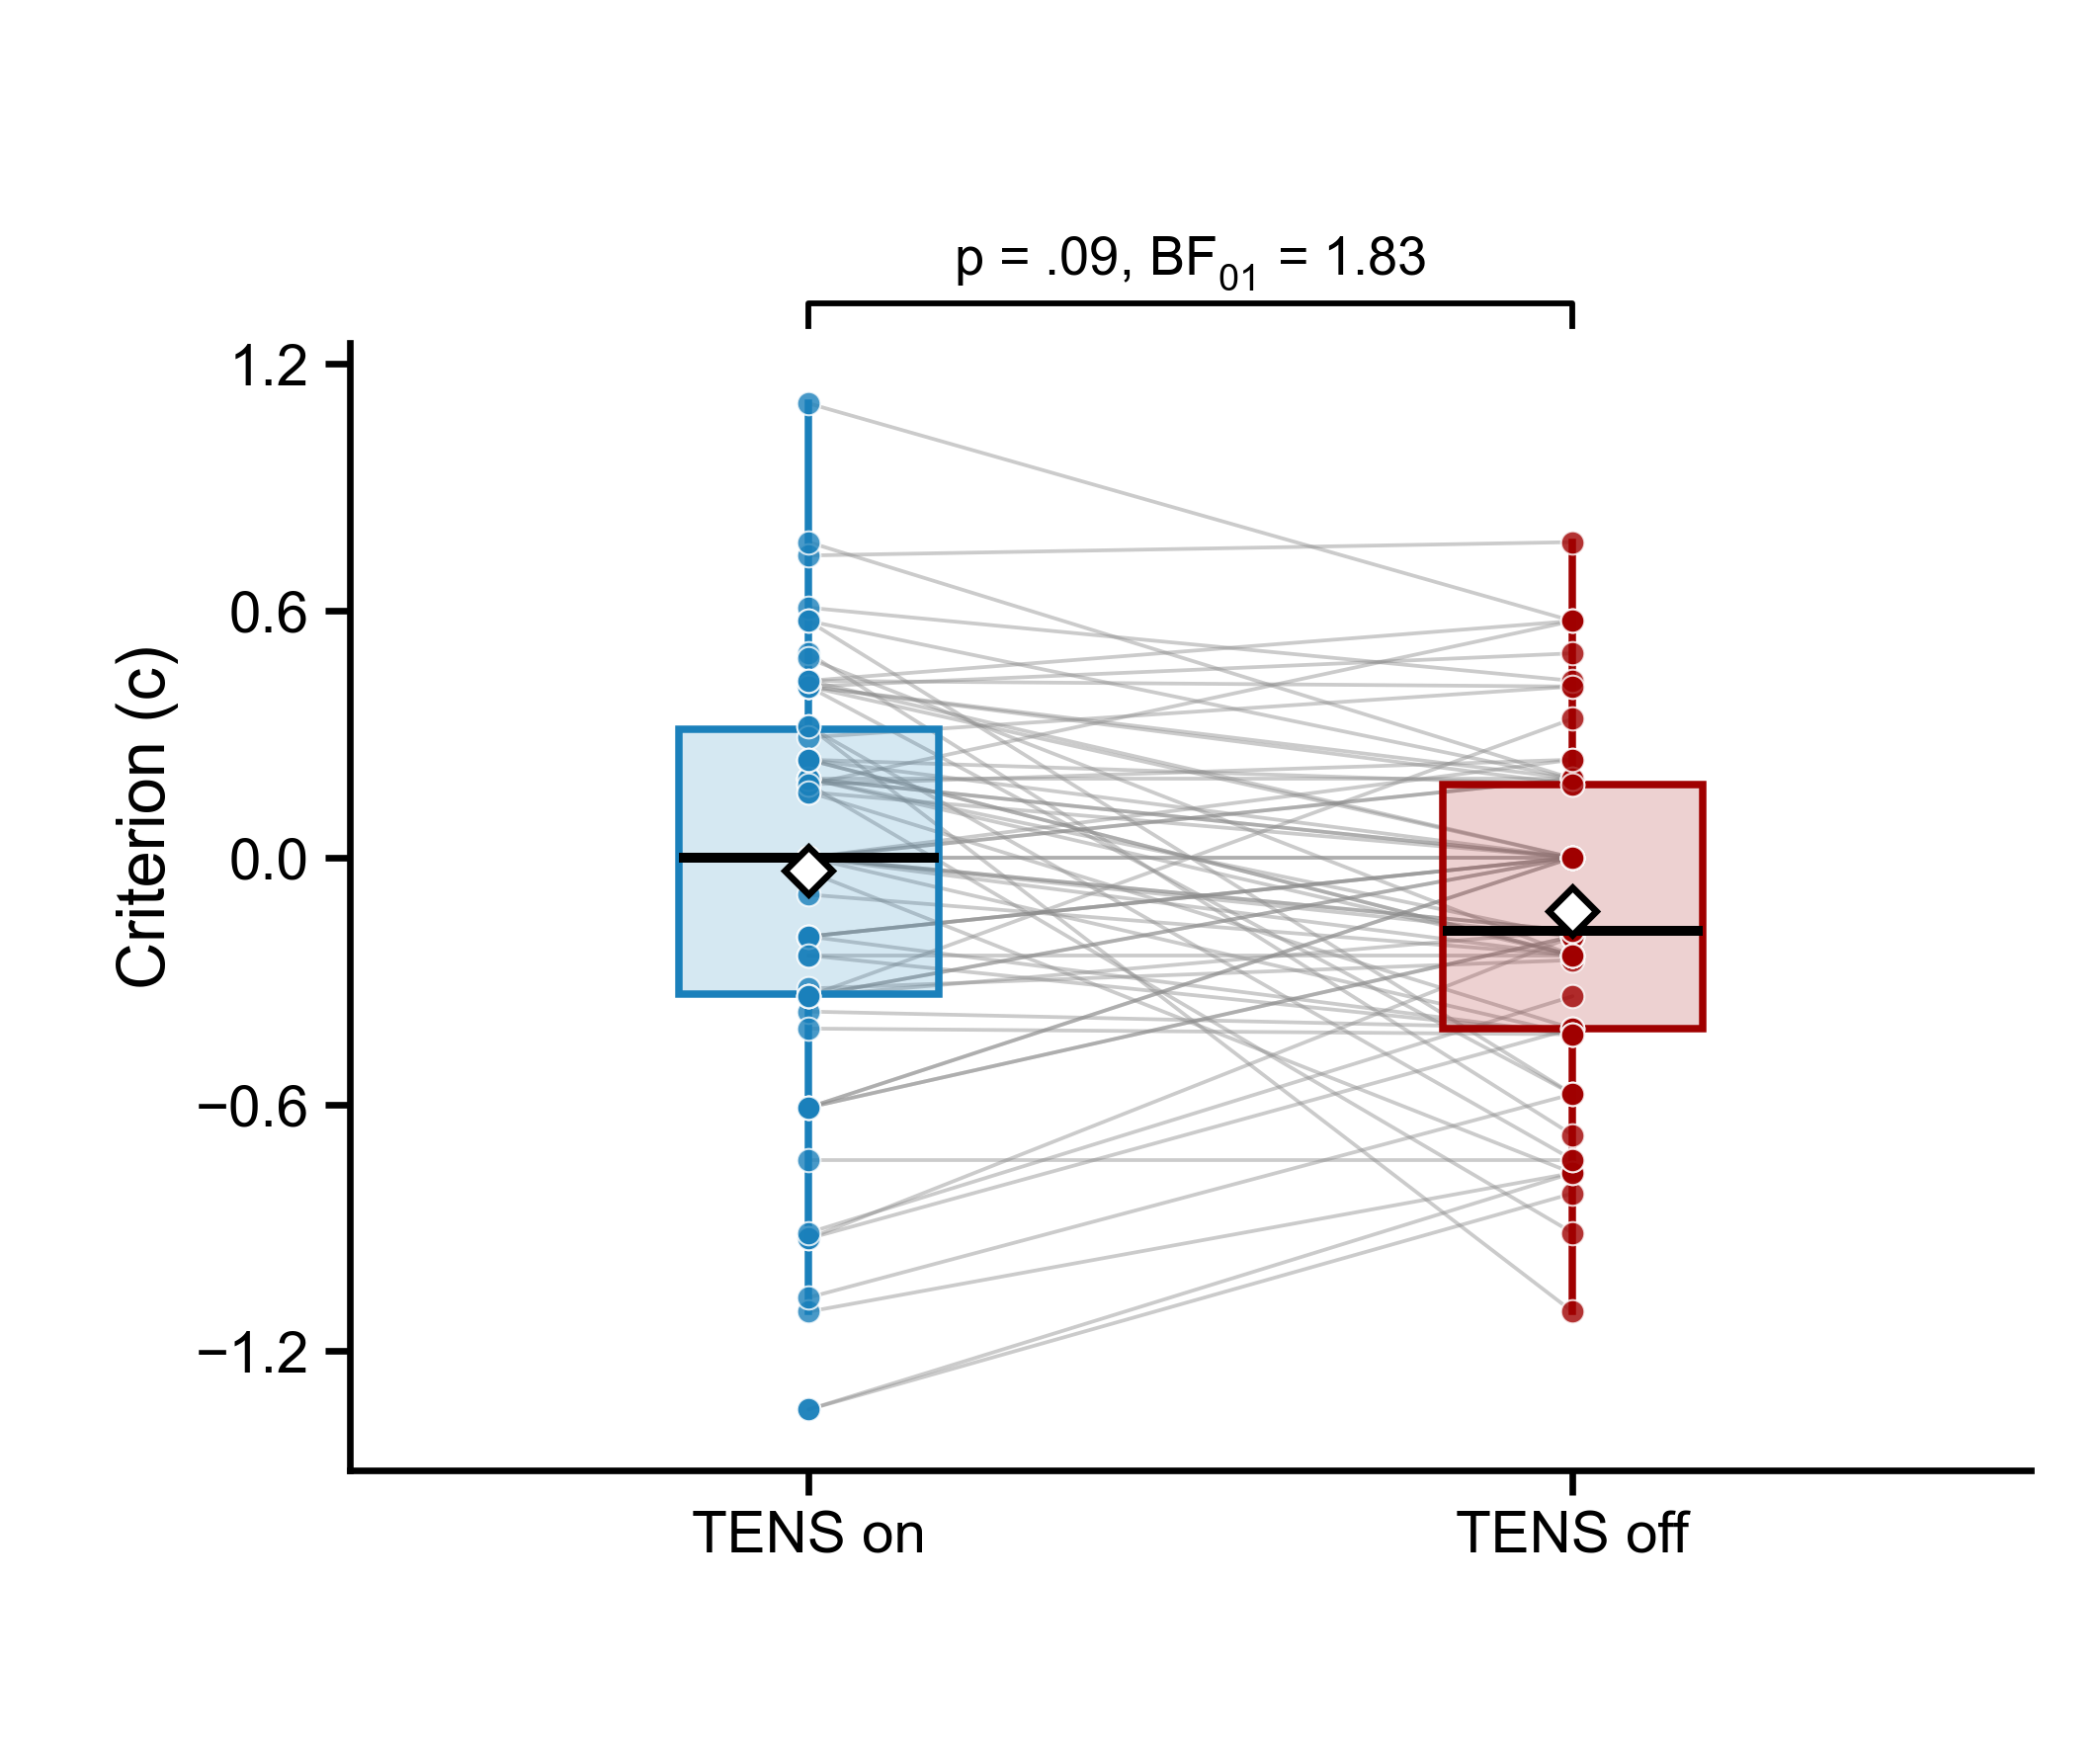 p = .09, BF₀₁ = 1.83
1.2
0.6
0.0
−0.6
−1.2
Criterion (c)
TENS on
TENS off